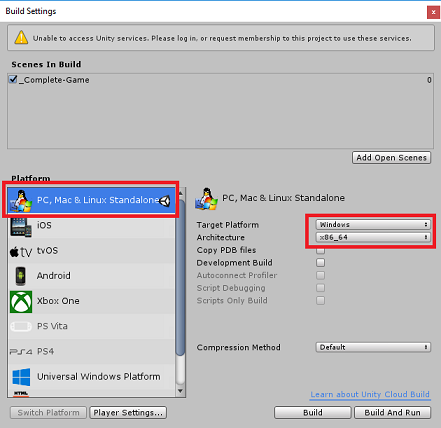 Build Settings
x
Unable to access Unity services. Please log in, or request membership to this project to use these services.
Scenes In Build
_Complete-Game 0
Add Open Scenes
Platform
PC, Mac & Linux Standalone
iOS
tvOS
tv
Android
Xbox One
PS Vita
PS4
PS4
Universal Windows Platform
HTML
PC, Mac & Linux Standalone
Target Platform Windows
Architecture x86_64
Copy PDB files
Development Build
Autoconnect Profiler
Script Debugging
Scripts Only Build
Compression Method Default
Learn about Unity Cloud Build
Switch Platform Player Settings... Build Build And Run